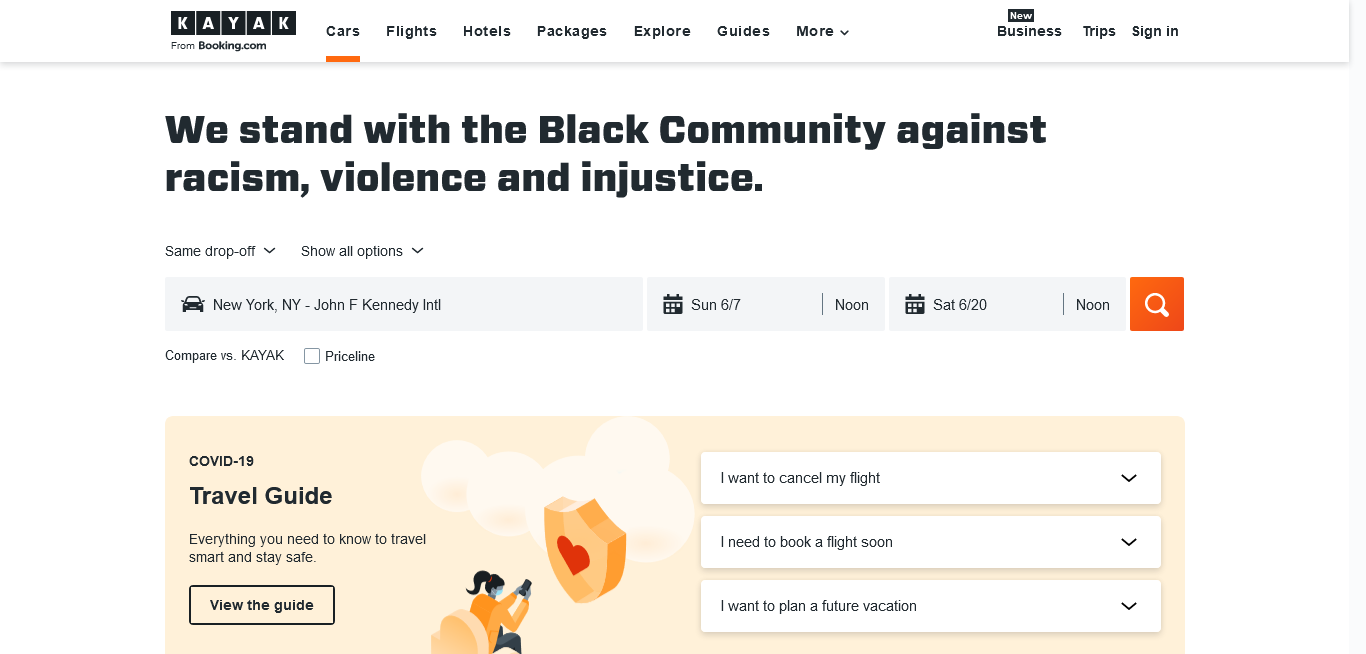 KAYAK
From Booking.com
Cars Flights Hotels Packages Explore Guides More
New
Business Trips Sign in
We stand with the Black Community against
racism, violence and injustice.
Same drop-off Show all options
New York, NY - John F Kennedy Intl Sun 6/7 Noon Sat 6/20 Noon
Compare vs. KAYAK Priceline
COVID-19
Travel Guide
Everything you need to know to travel
smart and stay safe.
View the guide
I want to cancel my flight
I need to book a flight soon
I want to plan a future vacation